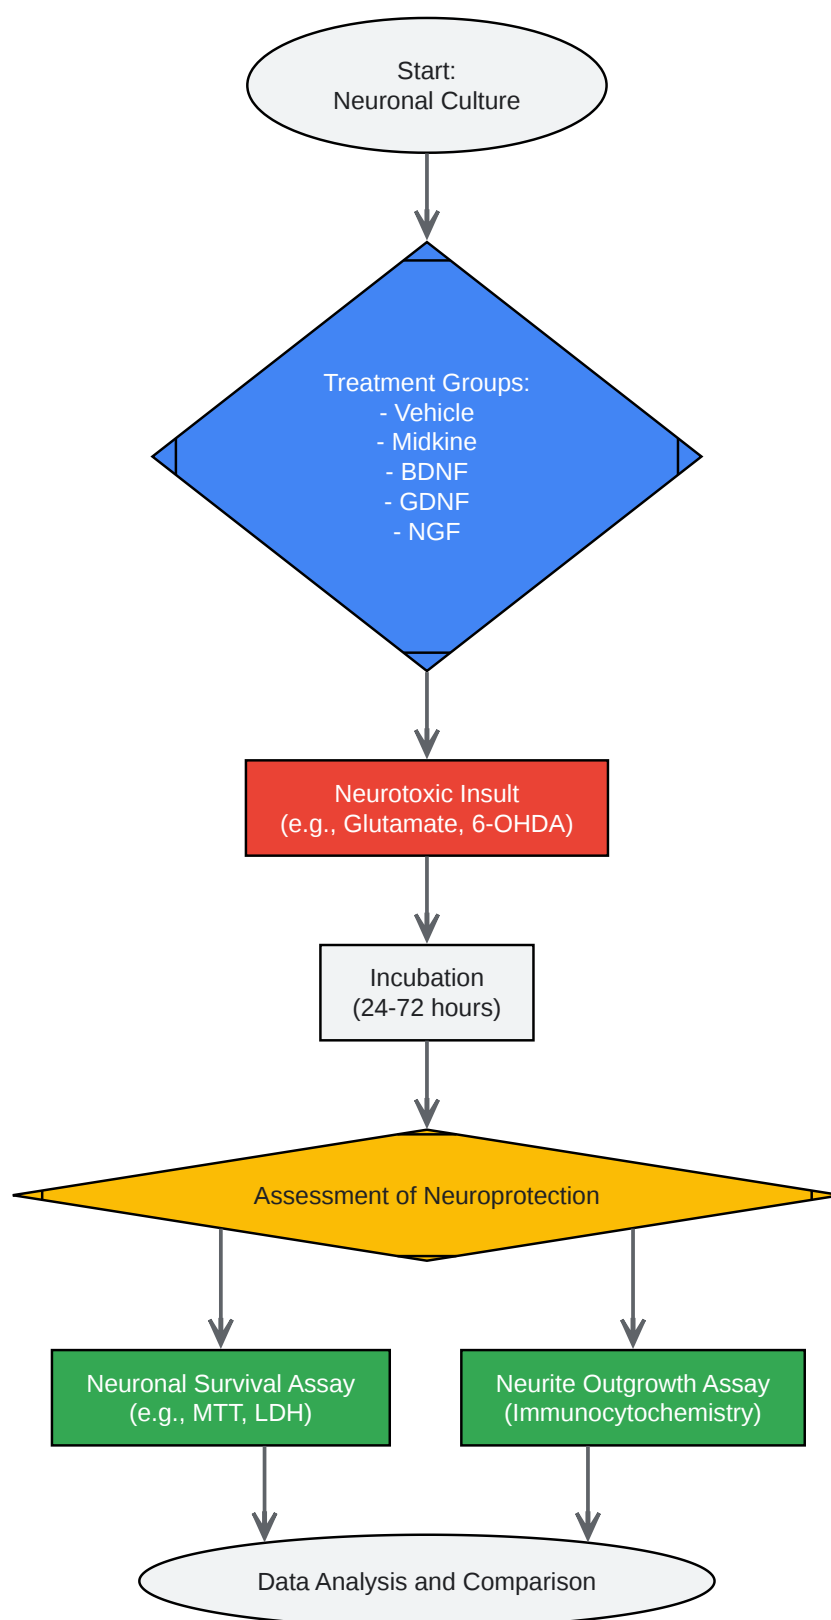 Start:
Neuronal Culture
Treatment Groups:
- Vehicle
- Midkine
- BDNF
- GDNF
- NGF
Neurotoxic Insult
(e.g., Glutamate, 6-OHDA)
Incubation
(24-72 hours)
Assessment of Neuroprotection
Neuronal Survival Assay
(e.g., MTT, LDH)
Neurite Outgrowth Assay
(Immunocytochemistry)
Data Analysis and Comparison